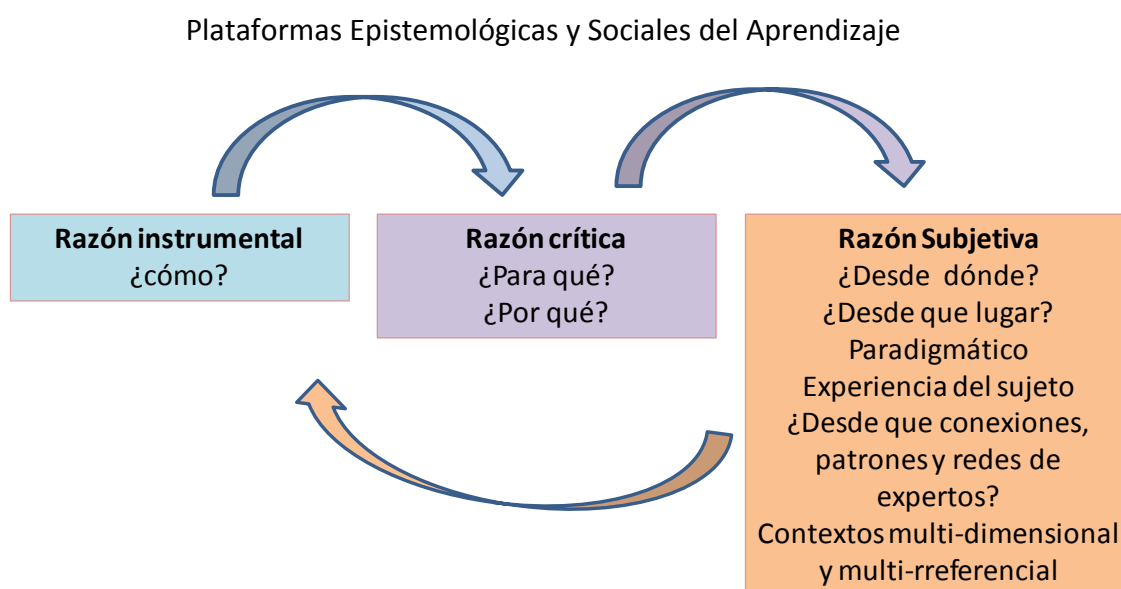 Plataformas Epistemológicas y Sociales del Aprendizaje
Razón instrumental
¿cómo?
Razón crítica
¿Para qué?
¿Por qué?
Razón Subjetiva
¿Desde dónde?
¿Desde que lugar?
Paradigmático
Experiencia del sujeto
¿Desde que conexiones,
patrones y redes de
expertos?
Contextos multi-dimensional
y multi-rreferencial